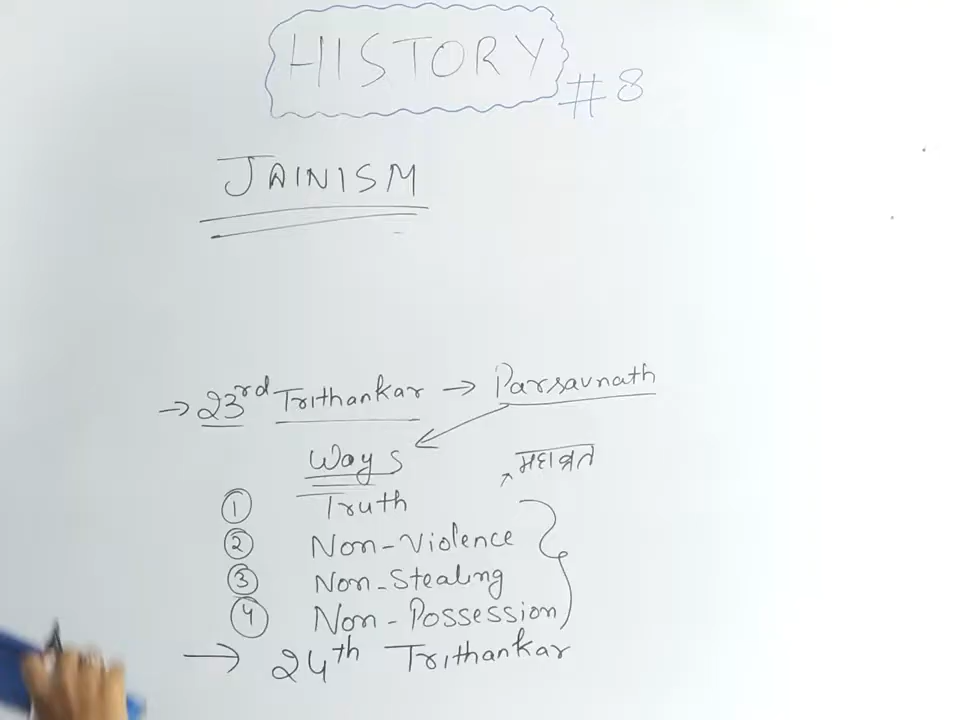 HISTORY #8
JAINISM
→ 23rd Trithankar → Parsavnath
Ways
महाव्रत
① Truth
② Non-Violence
③ Non-Stealing
④ Non-Possession
→ 24th Trithankar